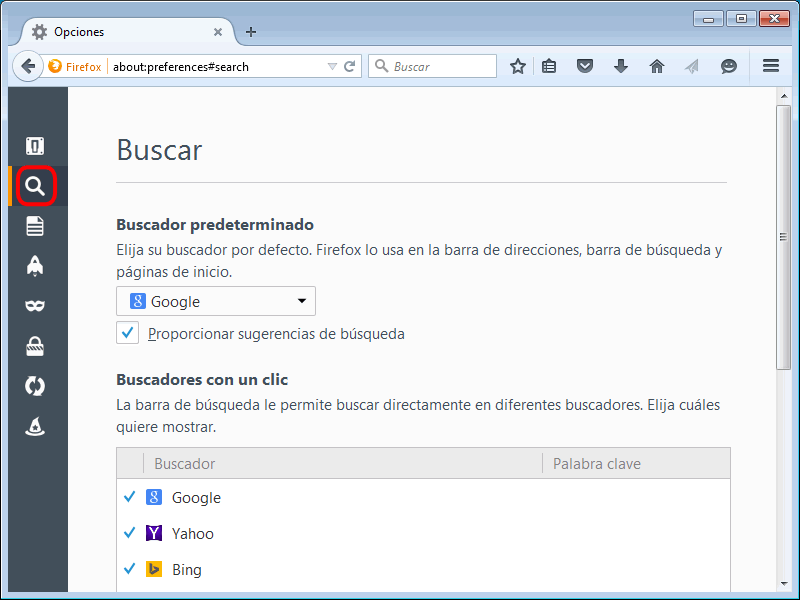 Opciones
Firefox
about:preferences#search
Buscar
Buscar
Buscador predeterminado
Elija su buscador por defecto. Firefox lo usa en la barra de direcciones, barra de búsqueda y
páginas de inicio.
Google
Proporcionar sugerencias de búsqueda
Buscadores con un clic
La barra de búsqueda le permite buscar directamente en diferentes buscadores. Elija cuáles
quiere mostrar.
Buscador
Palabra clave
Google
Yahoo
Bing